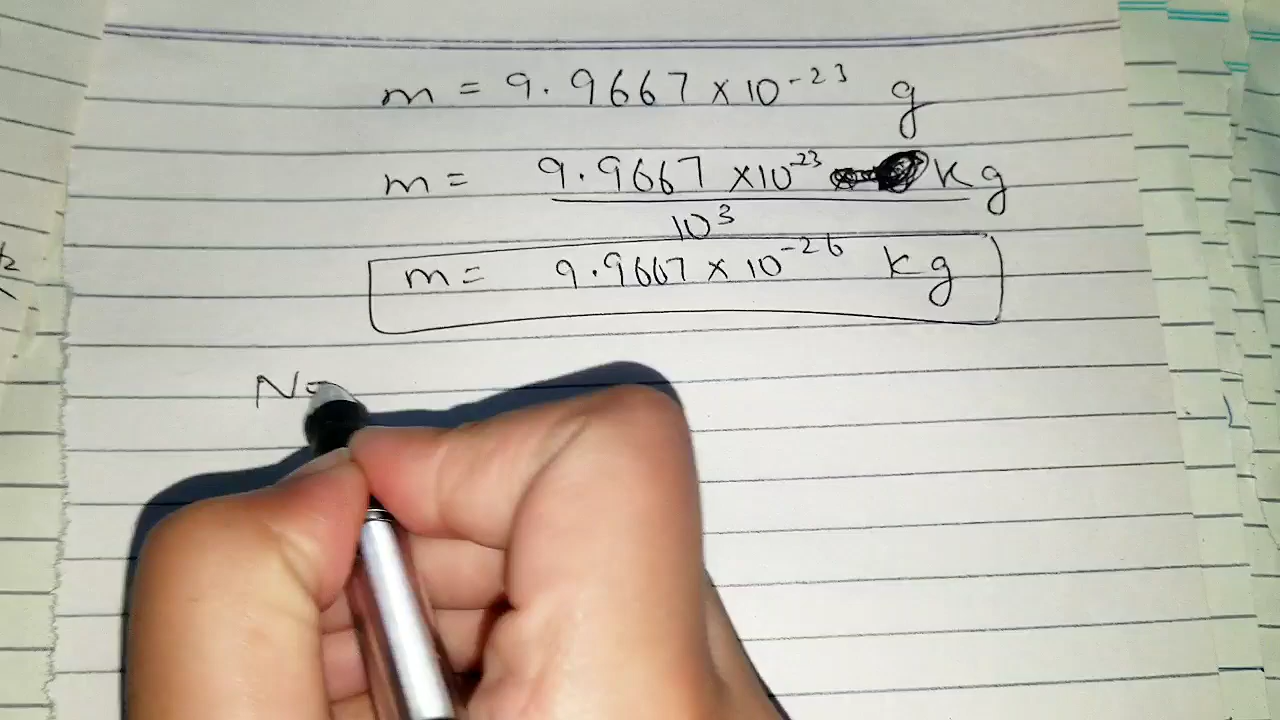 m = 9.9667 × 10⁻²³ g
m = 9.9667 × 10⁻²³ kg
10³
m = 9.9667 × 10⁻²⁶ kg